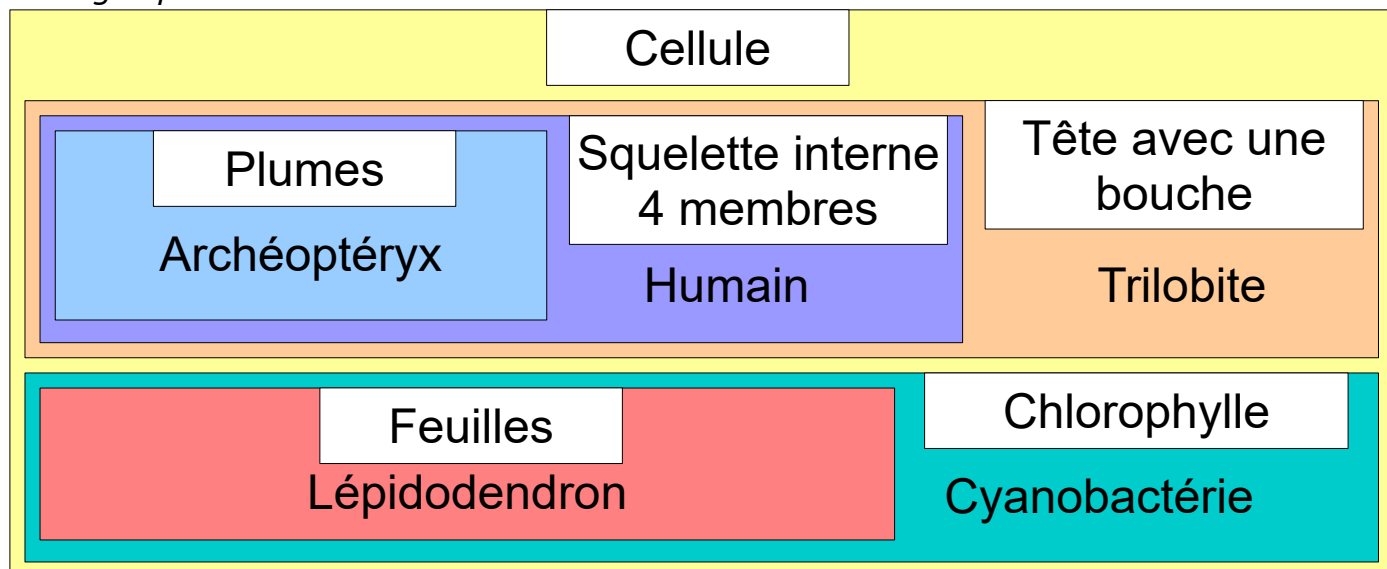 Cellule
Plumes
Archéoptéryx
Squelette interne
4 membres
Humain
Tête avec une
bouche
Trilobite
Feuilles
Lépidodendron
Chlorophylle
Cyanobactérie